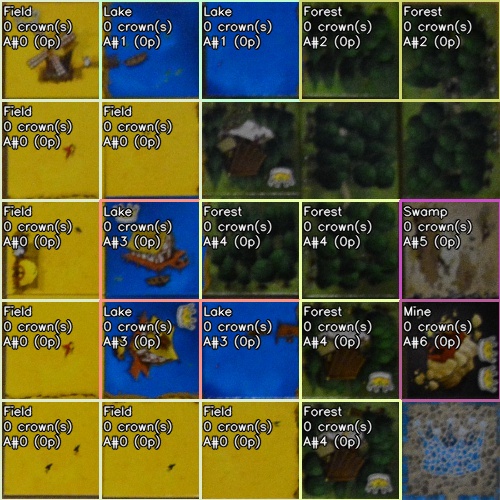 Field
0 crown(s)
A#0 (0p)
Lake
0 crown(s)
A#1 (0p)
Lake
0 crown(s)
A#1 (0p)
Forest
0 crown(s)
A#2 (0p)
Forest
0 crown(s)
A#2 (0p)
Field
0 crown(s)
A#0 (0p)
Field
0 crown(s)
A#0 (0p)
Field
0 crown(s)
A#0 (0p)
Lake
0 crown(s)
A#3 (0p)
Forest
0 crown(s)
A#4 (0p)
Forest
0 crown(s)
A#4 (0p)
Swamp
0 crown(s)
A#5 (0p)
Field
0 crown(s)
A#0 (0p)
Lake
0 crown(s)
A#3 (0p)
Lake
0 crown(s)
A#3 (0p)
Forest
0 crown(s)
A#4 (0p)
Mine
0 crown(s)
A#6 (0p)
Field
0 crown(s)
A#0 (0p)
Field
0 crown(s)
A#0 (0p)
Field
0 crown(s)
A#0 (0p)
Forest
0 crown(s)
A#4 (0p)